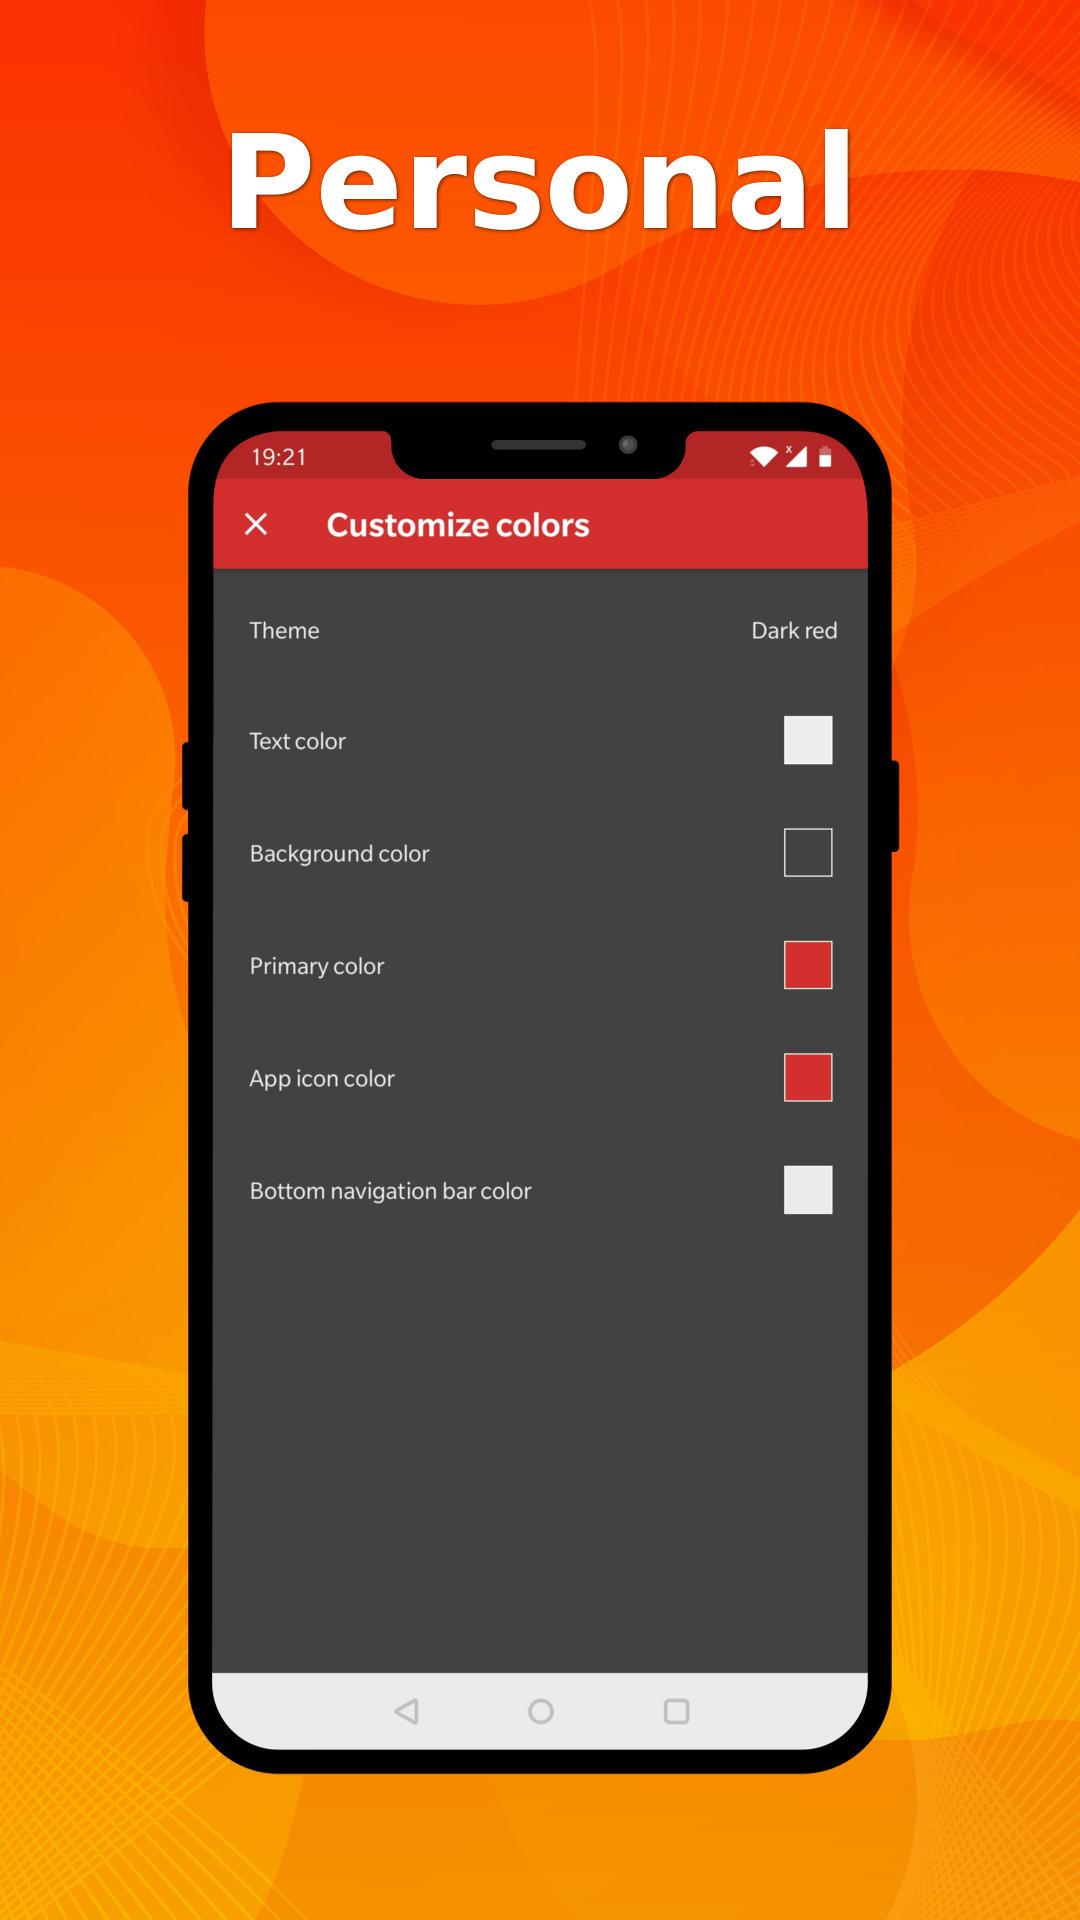 Personal
19:21
Customize colors
Theme
Dark red
Text color
Background color
Primary color
App icon color
Bottom navigation bar color